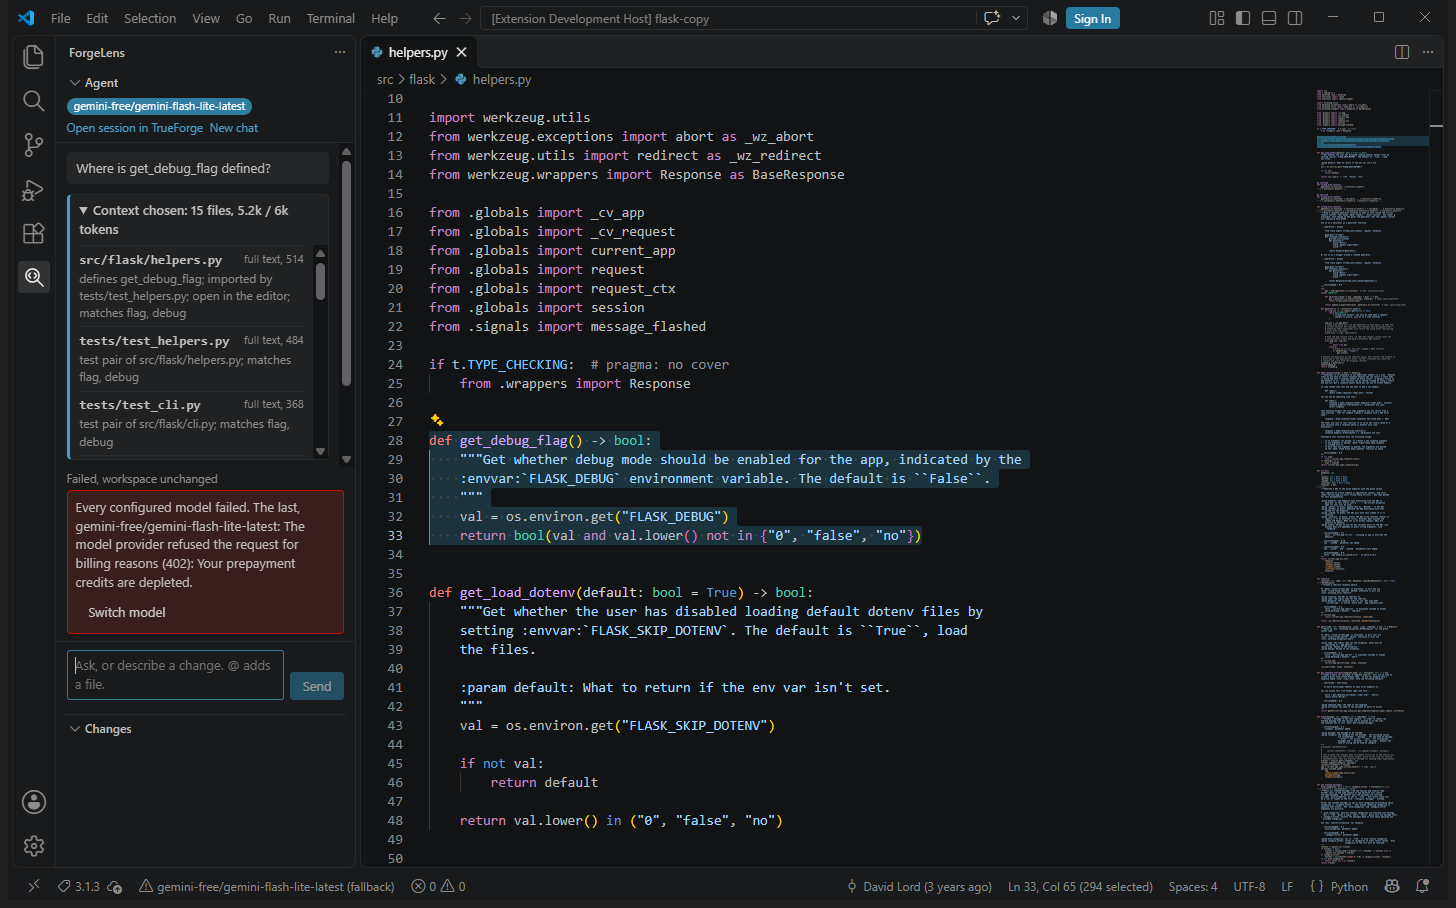 File Edit Selection View Go Run Terminal Help
[Extension Development Host] flask-copy
Sign In
ForgeLens
Agent
gemini-free/gemini-flash-lite-latest
Open session in TrueForge New chat
Where is get_debug_flag defined?
Context chosen: 15 files, 5.2k / 6k
tokens
src/flask/helpers.py full text, 514
defines get_debug_flag; imported by
tests/test_helpers.py; open in the editor;
matches flag, debug
tests/test_helpers.py full text, 484
test pair of src/flask/helpers.py; matches
flag, debug
tests/test_cli.py full text, 368
test pair of src/flask/cli.py; matches flag,
debug
Failed, workspace unchanged
Every configured model failed. The last,
gemini-free/gemini-flash-lite-latest: The
model provider refused the request for
billing reasons (402): Your prepayment
credits are depleted.
Switch model
Ask, or describe a change. @ adds
a file.
Send
Changes
helpers.py
src > flask > helpers.py
10
11 import werkzeug.utils
12 from werkzeug.exceptions import abort as _wz_abort
13 from werkzeug.utils import redirect as _wz_redirect
14 from werkzeug.wrappers import Response as BaseResponse
15
16 from .globals import _cv_app
17 from .globals import _cv_request
18 from .globals import current_app
19 from .globals import request
20 from .globals import request_ctx
21 from .globals import session
22 from .signals import message_flashed
23
24 if t.TYPE_CHECKING:  # pragma: no cover
25     from .wrappers import Response
26
27
28 def get_debug_flag() -> bool:
29     """Get whether debug mode should be enabled for the app, indicated by the
30     :envvar:`FLASK_DEBUG` environment variable. The default is ``False``.
31     """
32     val = os.environ.get("FLASK_DEBUG")
33     return bool(val and val.lower() not in {"0", "false", "no"})
34
35
36 def get_load_dotenv(default: bool = True) -> bool:
37     """Get whether the user has disabled loading default dotenv files by
38     setting :envvar:`FLASK_SKIP_DOTENV`. The default is ``True``, load
39     the files.
40
41     :param default: What to return if the env var isn't set.
42     """
43     val = os.environ.get("FLASK_SKIP_DOTENV")
44
45     if not val:
46         return default
47
48     return val.lower() in ("0", "false", "no")
49
50
3.1.3 gemini-free/gemini-flash-lite-latest (fallback) 0 0 David Lord (3 years ago) Ln 33, Col 65 (294 selected) Spaces: 4 UTF-8 LF { } Python